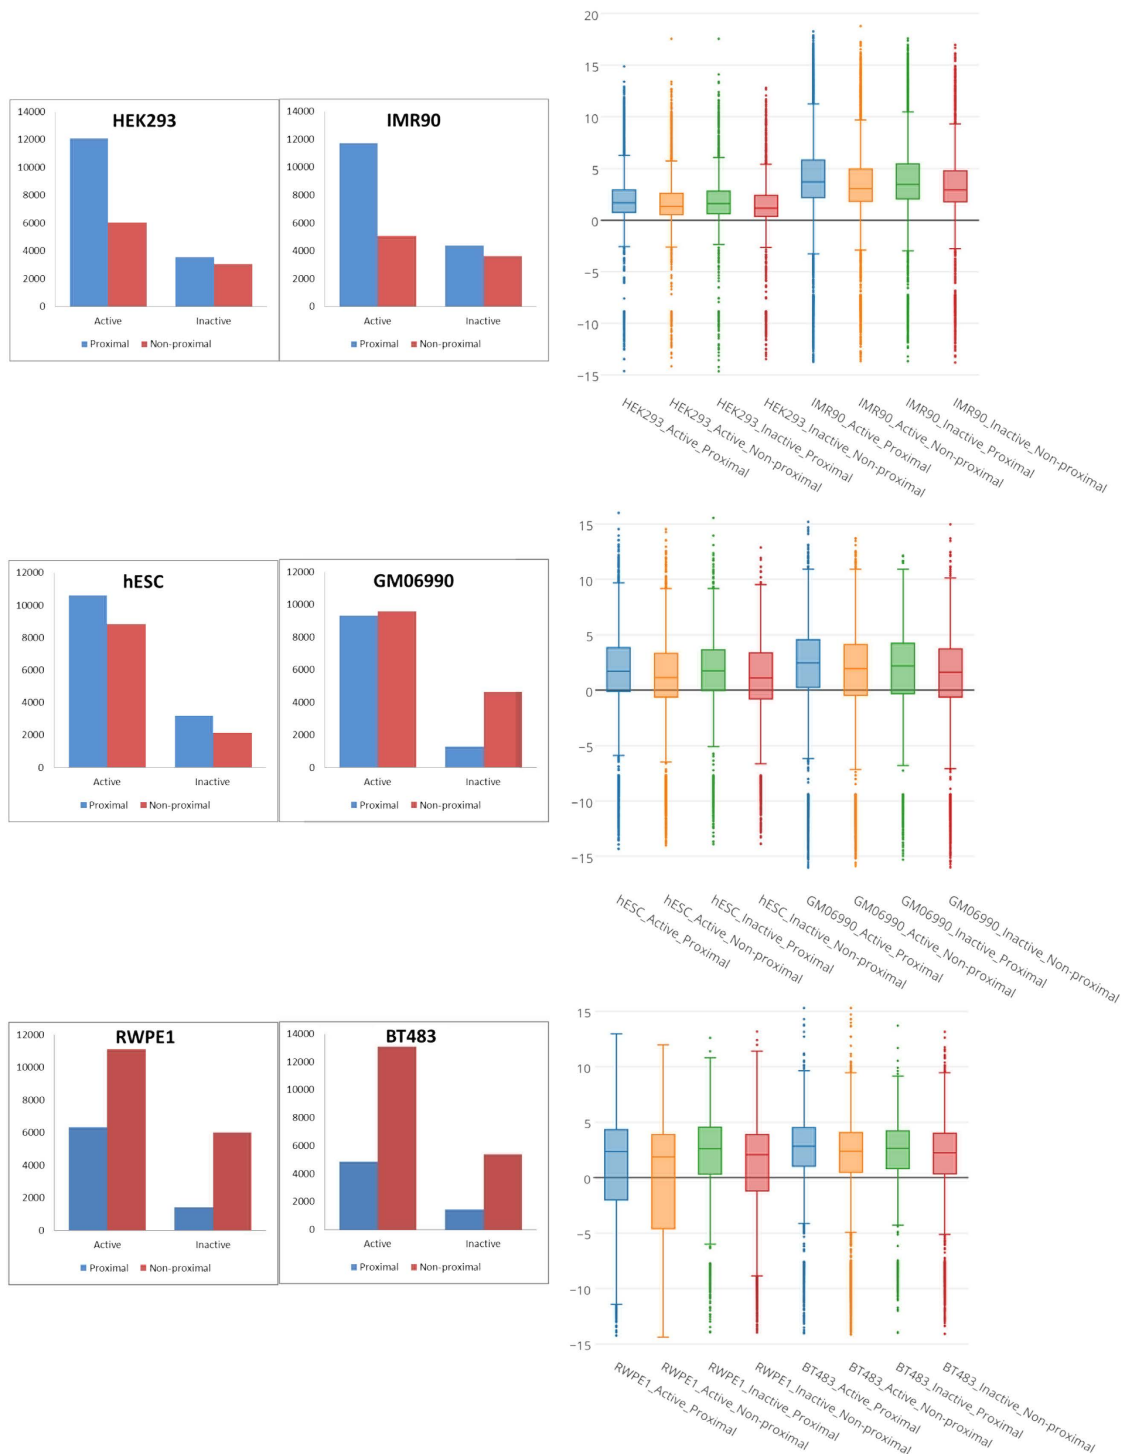 HEK293
14000
12000
10000
8000
6000
4000
2000
0
Active Inactive
Proximal Non-proximal
IMR90
14000
12000
10000
8000
6000
4000
2000
0
Active Inactive
Proximal Non-proximal
20
15
10
5
0
−5
−10
−15
HEK293_Active_Proximal
HEK293_Active_Non-proximal
HEK293_Inactive_Proximal
HEK293_Inactive_Non-proximal
IMR90_Active_Proximal
IMR90_Active_Non-proximal
IMR90_Inactive_Proximal
IMR90_Inactive_Non-proximal
hESC
12000
10000
8000
6000
4000
2000
0
Active Inactive
Proximal Non-proximal
GM06990
12000
10000
8000
6000
4000
2000
0
Active Inactive
Proximal Non-proximal
15
10
5
0
−5
−10
−15
hESC_Active_Proximal
hESC_Active_Non-proximal
hESC_Inactive_Proximal
hESC_Inactive_Non-proximal
GM06990_Active_Proximal
GM06990_Active_Non-proximal
GM06990_Inactive_Proximal
GM06990_Inactive_Non-proximal
RWPE1
12000
10000
8000
6000
4000
2000
0
Active Inactive
Proximal Non-proximal
BT483
14000
12000
10000
8000
6000
4000
2000
0
Active Inactive
Proximal Non-proximal
15
10
5
0
−5
−10
−15
RWPE1_Active_Proximal
RWPE1_Active_Non-proximal
RWPE1_Inactive_Proximal
RWPE1_Inactive_Non-proximal
BT483_Active_Proximal
BT483_Active_Non-proximal
BT483_Inactive_Proximal
BT483_Inactive_Non-proximal